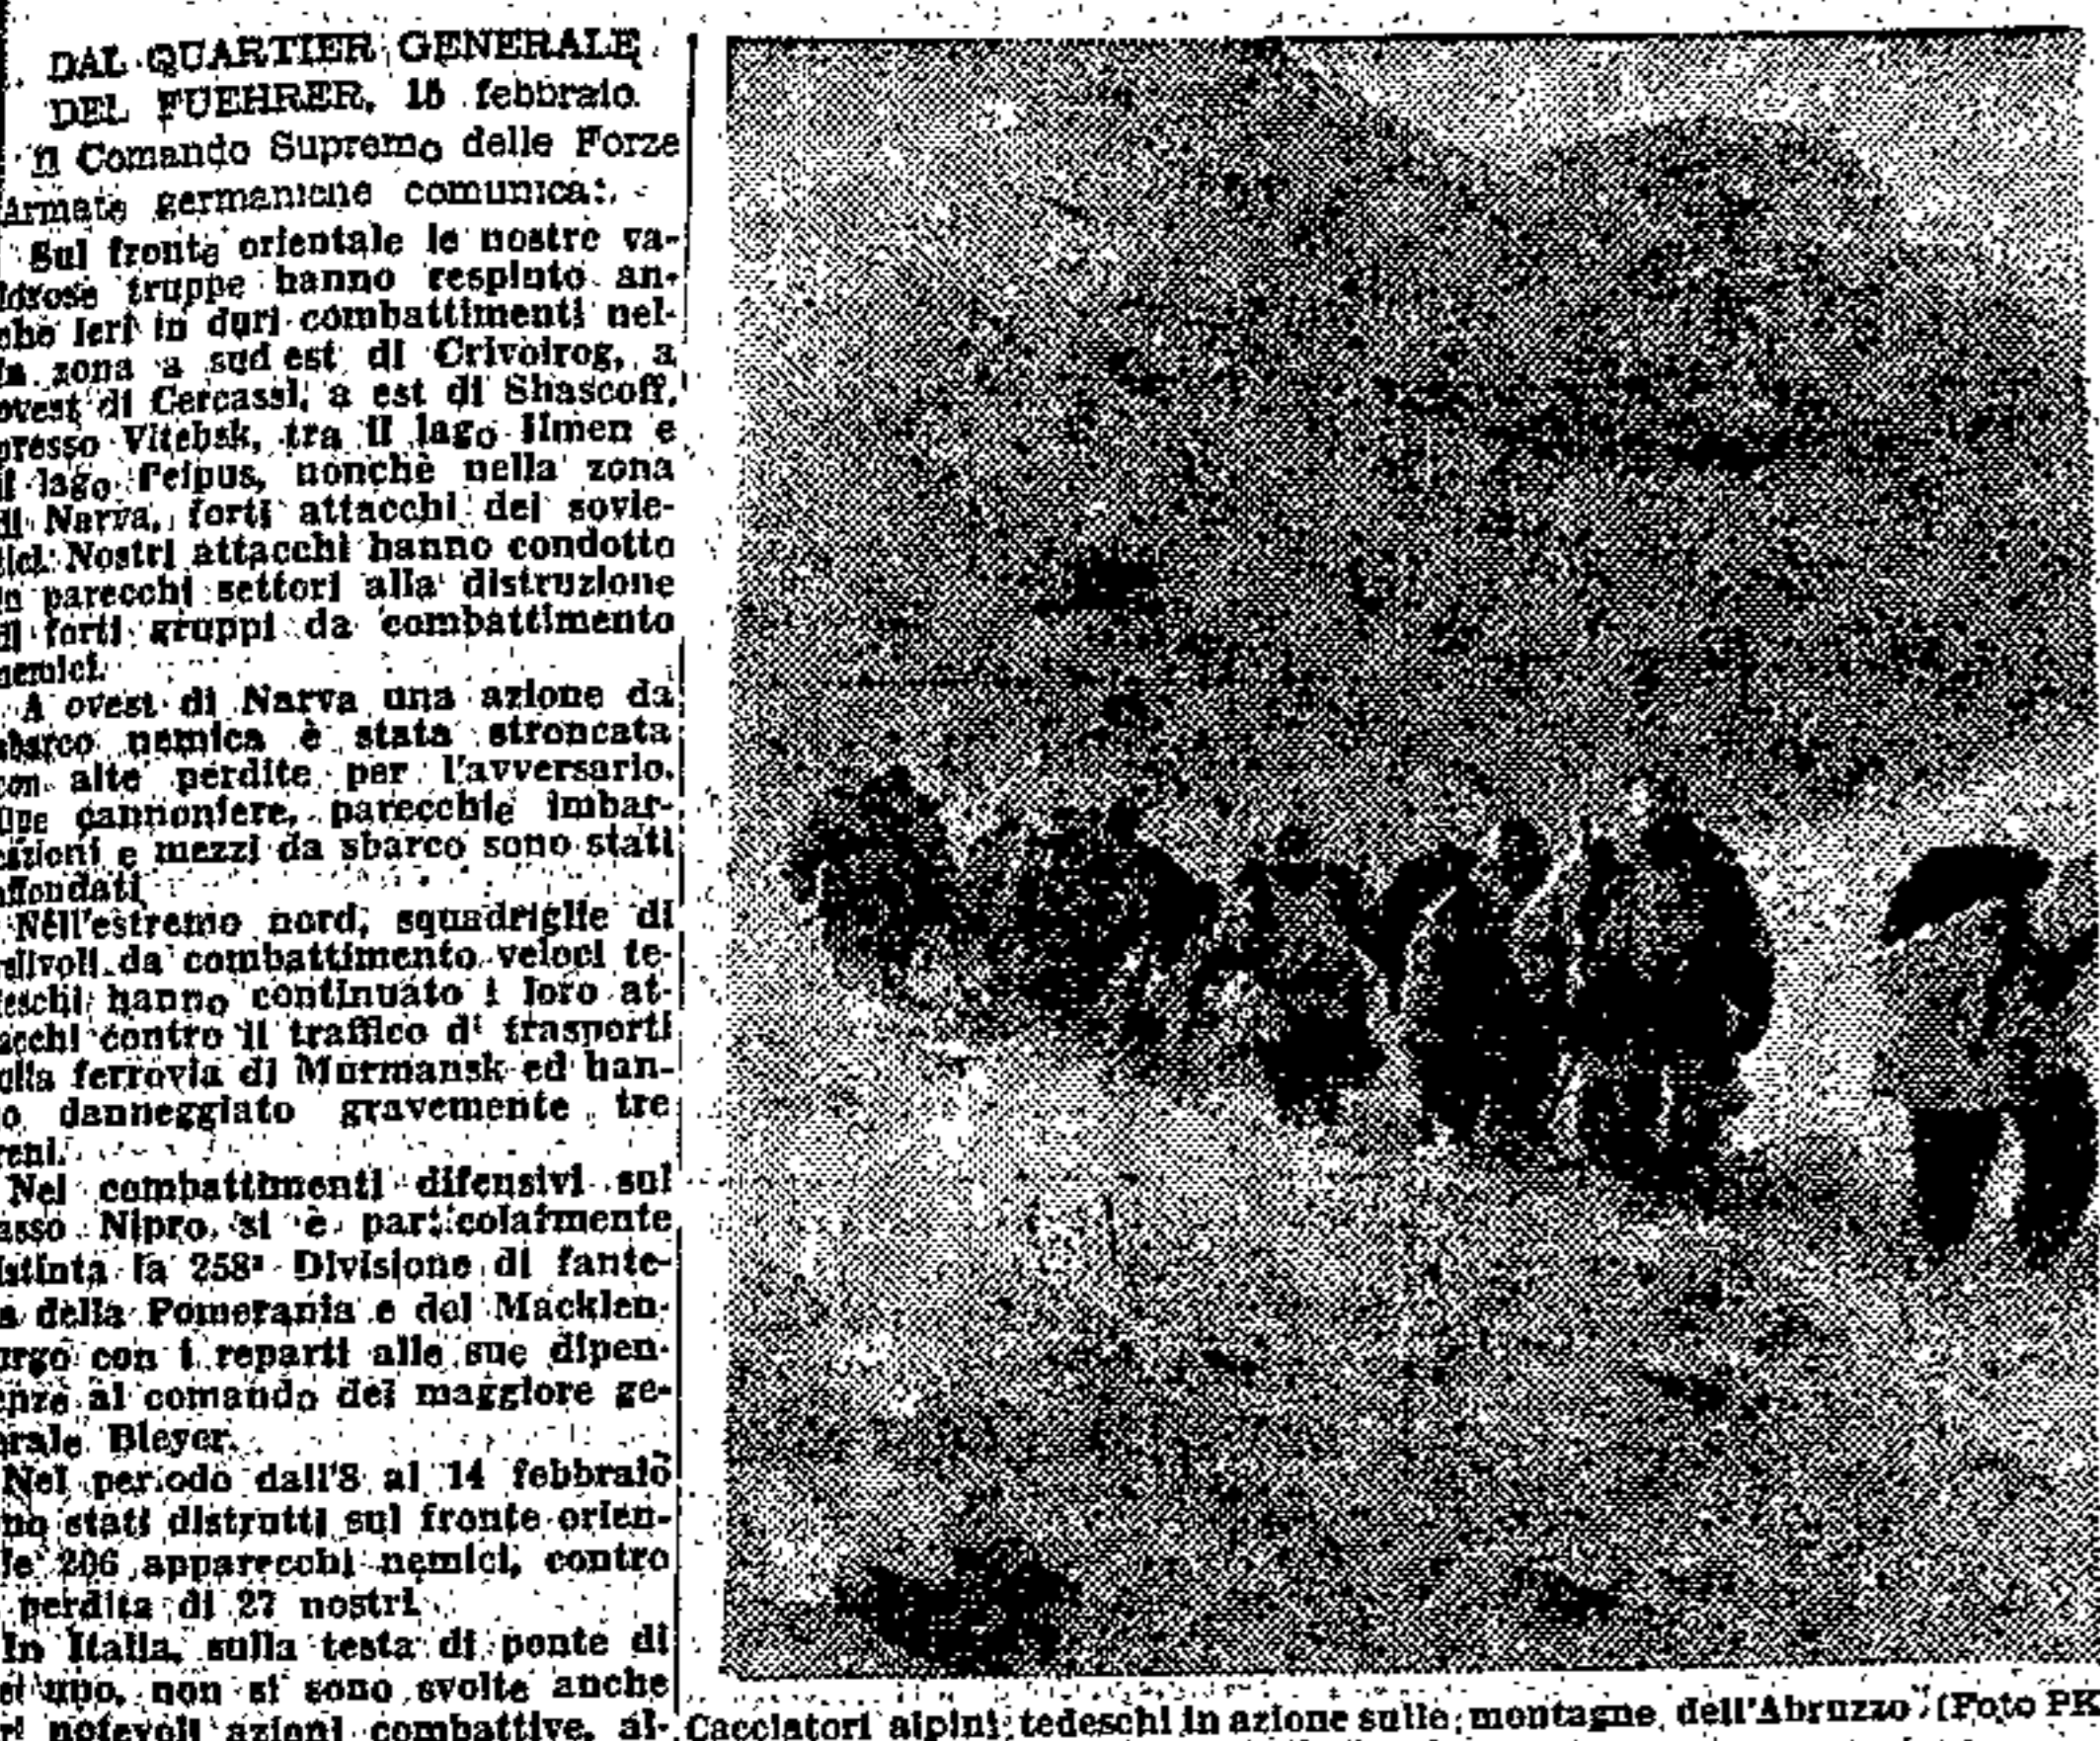 DAL QUARTIER GENERALE
DEL FUEHRER, 15 febbraio.
Il Comando Supremo delle Forze
Armate germaniche comunica:
Sul fronte orientale le nostre va-
lorose truppe hanno respinto an-
che ieri in duri combattimenti nel-
la zona a sud est di Crivoirog, a
ovest di Cercassi, a est di Shascoff,
presso Vitebsk, tra il lago Ilmen e
il lago Peipus, nonchè nella zona
di Narva, forti attacchi dei sovie-
tici. Nostri attacchi hanno condotto
in parecchi settori alla distruzione
di forti gruppi da combattimento
nemici.
A ovest di Narva una azione da
sbarco nemica è stata stroncata
con alte perdite per l'avversario.
Due cannoniere, parecchie imbar-
cazioni e mezzi da sbarco sono stati
affondati
Nell'estremo nord, squadriglie di
velivoli da combattimento veloci te-
deschi hanno continuato i loro at-
tacchi contro il traffico di trasporti
sulla ferrovia di Murmansk ed han-
o danneggiato gravemente tre
reni.
Nei combattimenti difensivi sul
asso Nipro, si è particolarmente
istinta la 258ª Divisione di fante-
a della Pomerania e del Macklen-
urgo con i reparti alle sue dipen-
enze al comando del maggiore ge-
erale Bleyer.
Nel periodo dall'8 al 14 febbraio
no stati distrutti sul fronte orien-
le 206 apparecchi nemici, contro
perdita di 27 nostri.
In Italia, sulla testa di ponte di
non si sono svolte anche
ri notevoli azioni combattive, al-
Cacciatori alpini tedeschi in azione sulle montagne dell'Abruzzo (Foto PK